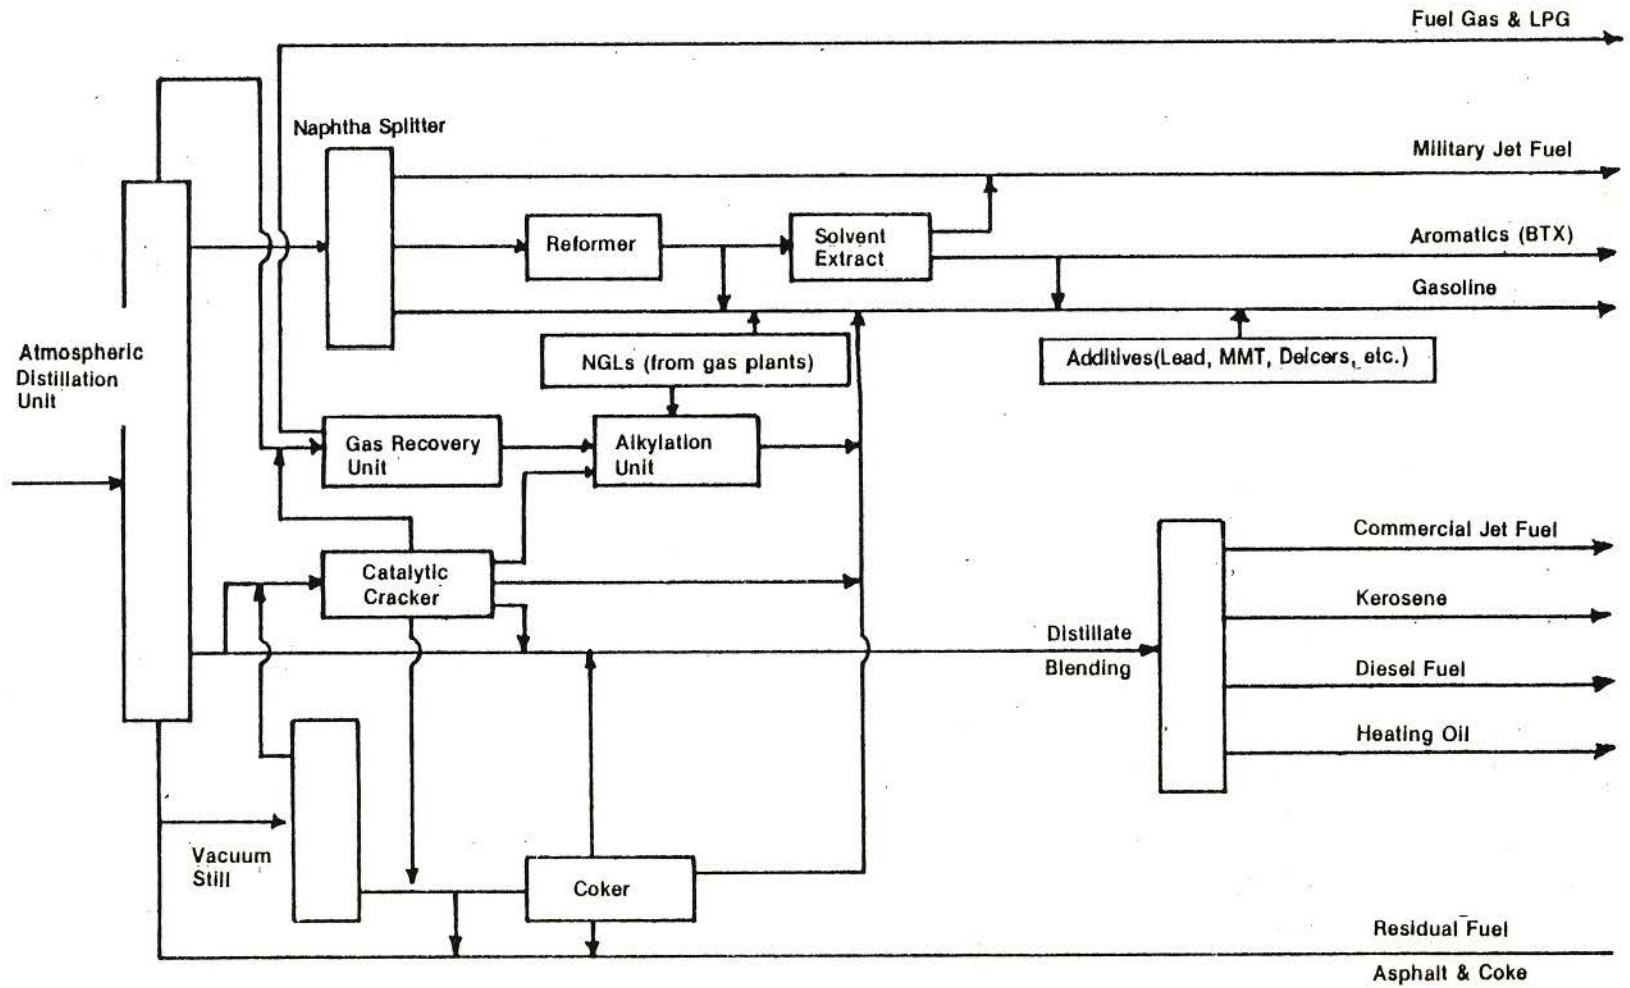 Fuel Gas & LPG
Naphtha Splitter
Military Jet Fuel
Reformer
Solvent
Extract
Aromatics (BTX)
Gasoline
NGLs (from gas plants)
Additives(Lead, MMT, Deicers, etc.)
Atmospheric
Distillation
Unit
Gas Recovery
Unit
Alkylation
Unit
Catalytic
Cracker
Commercial Jet Fuel
Kerosene
Distillate
Blending
Diesel Fuel
Heating Oil
Vacuum
Still
Coker
Residual Fuel
Asphalt & Coke